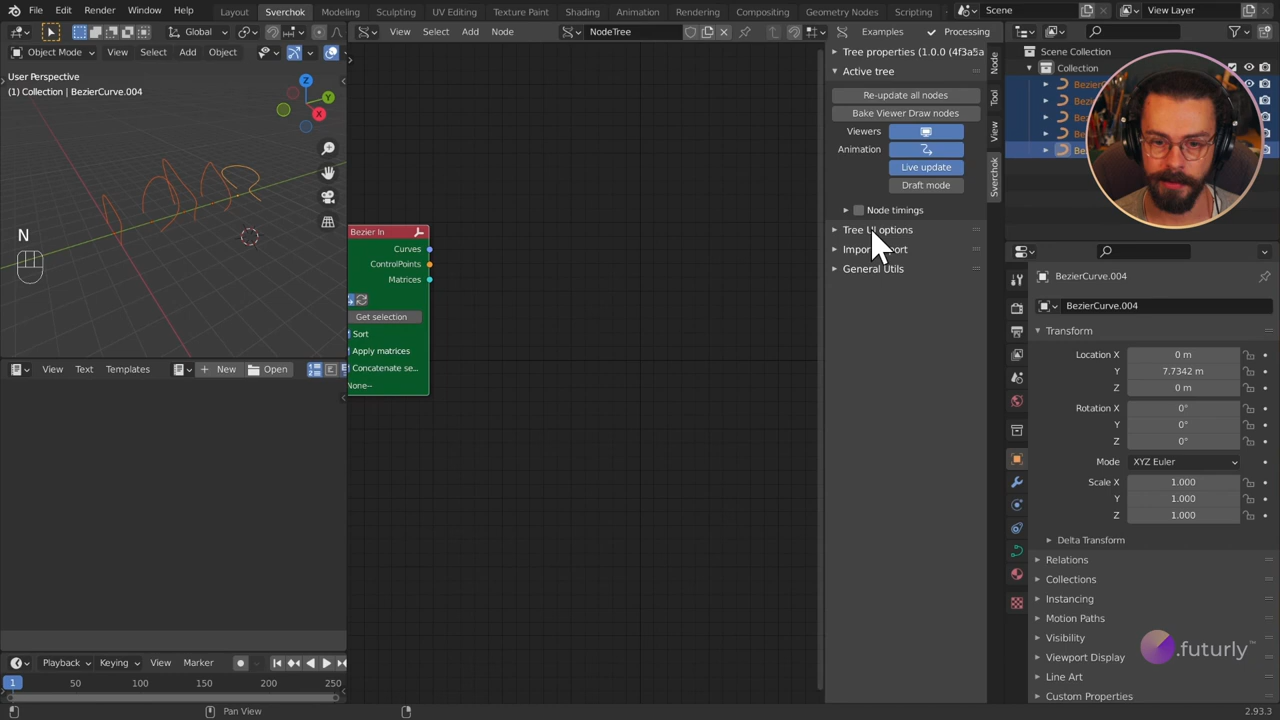 File Edit Render Window Help Layout Sverchok Modeling Sculpting UV Editing Texture Paint Shading Animation Rendering Compositing Geometry Nodes Scripting Scene View Layer
Global View Select Add Node NodeTree Examples Processing
Object Mode View Select Add Object
User Perspective
(1) Collection | BezierCurve.004
Z
Y
X
N
View Text Templates New Open
Playback Keying View Marker
1 50 100 150 200 250
Pan View
Bezier In
Curves
ControlPoints
Matrices
Get selection
Sort
Apply matrices
Concatenate se...
None--
Tree properties (1.0.0 (4f3a5a
Active tree
Re-update all nodes
Bake Viewer Draw nodes
Viewers
Animation
Live update
Draft mode
Node timings
Tree UI options
General Utils
Node
Tool
View
Sverchok
Scene Collection
Collection
BezierCurve.004
BezierCurve.004
Transform
Location X 0 m
Y 7.7342 m
Z 0 m
Rotation X 0°
Y 0°
Z 0°
Mode XYZ Euler
Scale X 1.000
Y 1.000
Z 1.000
Delta Transform
Relations
Collections
Instancing
Motion Paths
Visibility
Viewport Display
Line Art
Custom Properties
.futurly™
2.93.3